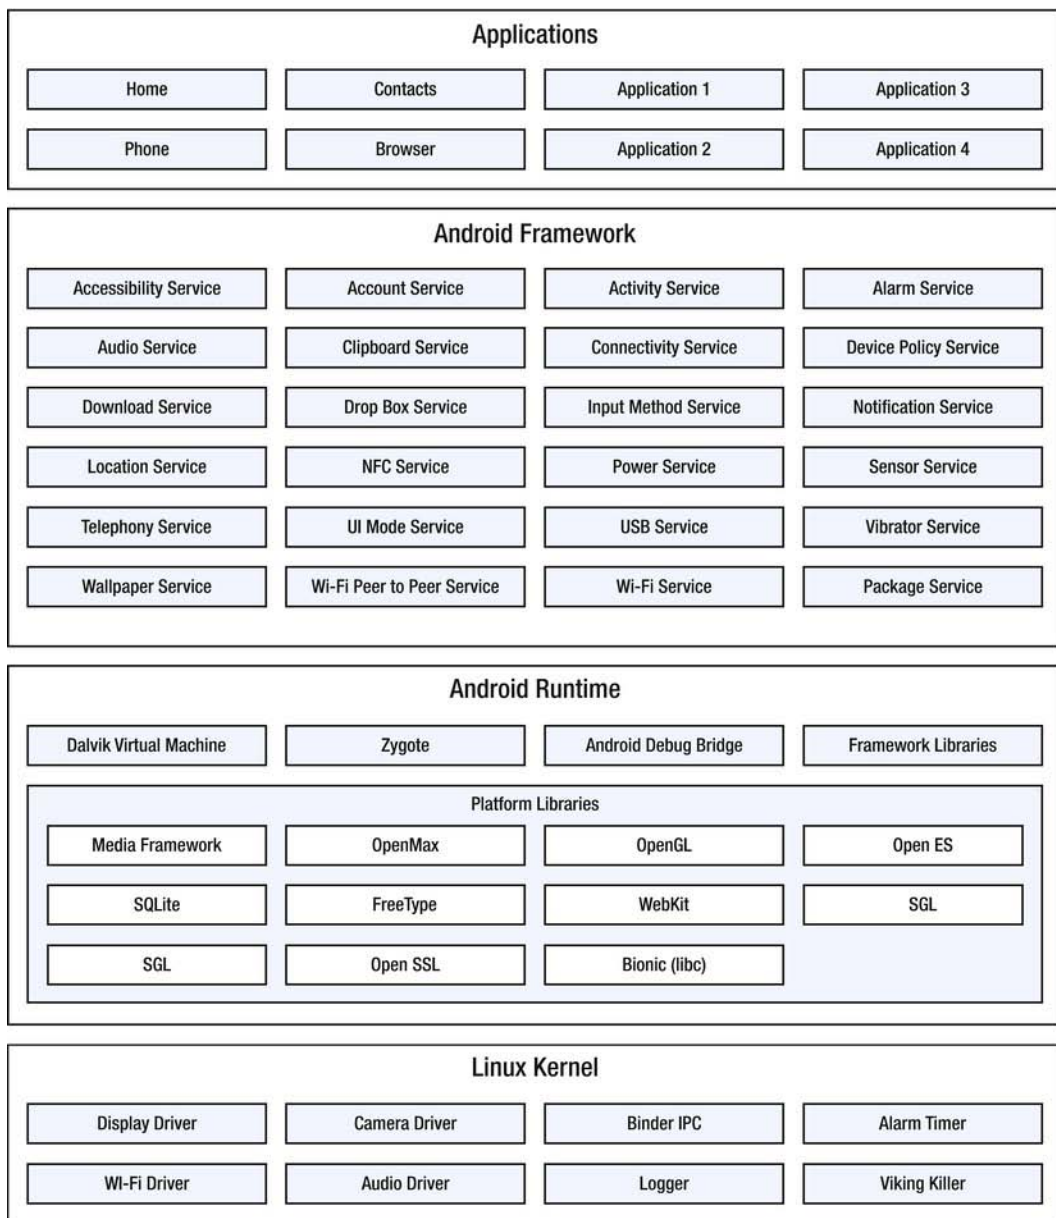 Applications
Home
Contacts
Application 1
Application 3
Phone
Browser
Application 2
Application 4
Android Framework
Accessibility Service
Account Service
Activity Service
Alarm Service
Audio Service
Clipboard Service
Connectivity Service
Device Policy Service
Download Service
Drop Box Service
Input Method Service
Notification Service
Location Service
NFC Service
Power Service
Sensor Service
Telephony Service
UI Mode Service
USB Service
Vibrator Service
Wallpaper Service
Wi-Fi Peer to Peer Service
Wi-Fi Service
Package Service
Android Runtime
Dalvik Virtual Machine
Zygote
Android Debug Bridge
Framework Libraries
Platform Libraries
Media Framework
OpenMax
OpenGL
Open ES
SQLite
FreeType
WebKit
SGL
SGL
Open SSL
Bionic (libc)
Linux Kernel
Display Driver
Camera Driver
Binder IPC
Alarm Timer
WI-Fi Driver
Audio Driver
Logger
Viking Killer